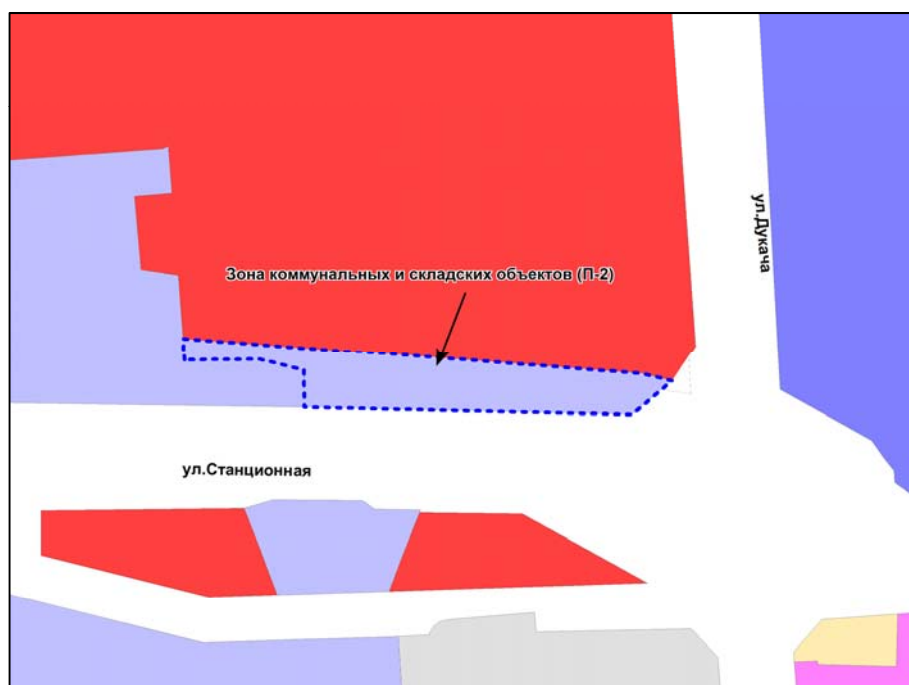 ул.Дукача
Зона коммунальных и складских объектов (П-2)
ул.Станционная